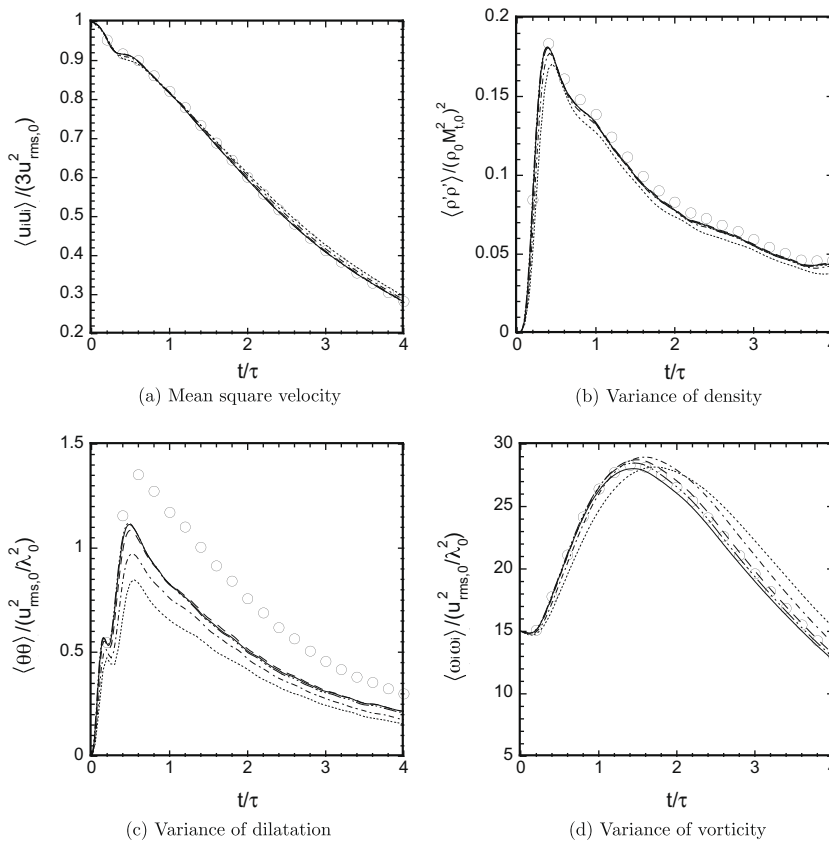 1
0.9
0.8
0.7
0.6
0.5
0.4
0.3
0.2
0 1 2 3 4
⟨uᵢuᵢ⟩/(3u²rms,0)
t/τ
(a) Mean square velocity
0.2
0.15
0.1
0.05
0
0 1 2 3 4
⟨ρ'ρ'⟩/(ρ₀M²t,0)²
t/τ
(b) Variance of density
1.5
1
0.5
0
0 1 2 3 4
⟨θθ⟩/(u²rms,0/λ²₀)
t/τ
(c) Variance of dilatation
30
25
20
15
10
5
0 1 2 3 4
⟨ωᵢωᵢ⟩/(u²rms,0/λ²₀)
t/τ
(d) Variance of vorticity